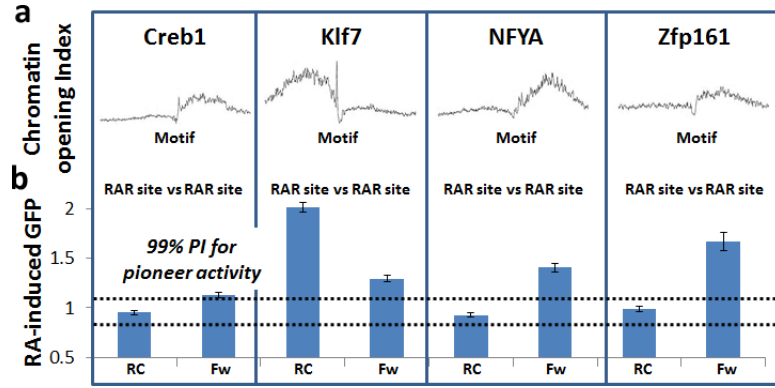 a
Creb1
Klf7
NFYA
Zfp161
Chromatin
opening Index
Motif
Motif
Motif
Motif
b
RAR site vs RAR site
RAR site vs RAR site
RAR site vs RAR site
RAR site vs RAR site
RA-induced GFP
2
1.5
1
0.5
99% PI for
pioneer activity
RC
Fw
RC
Fw
RC
Fw
RC
Fw